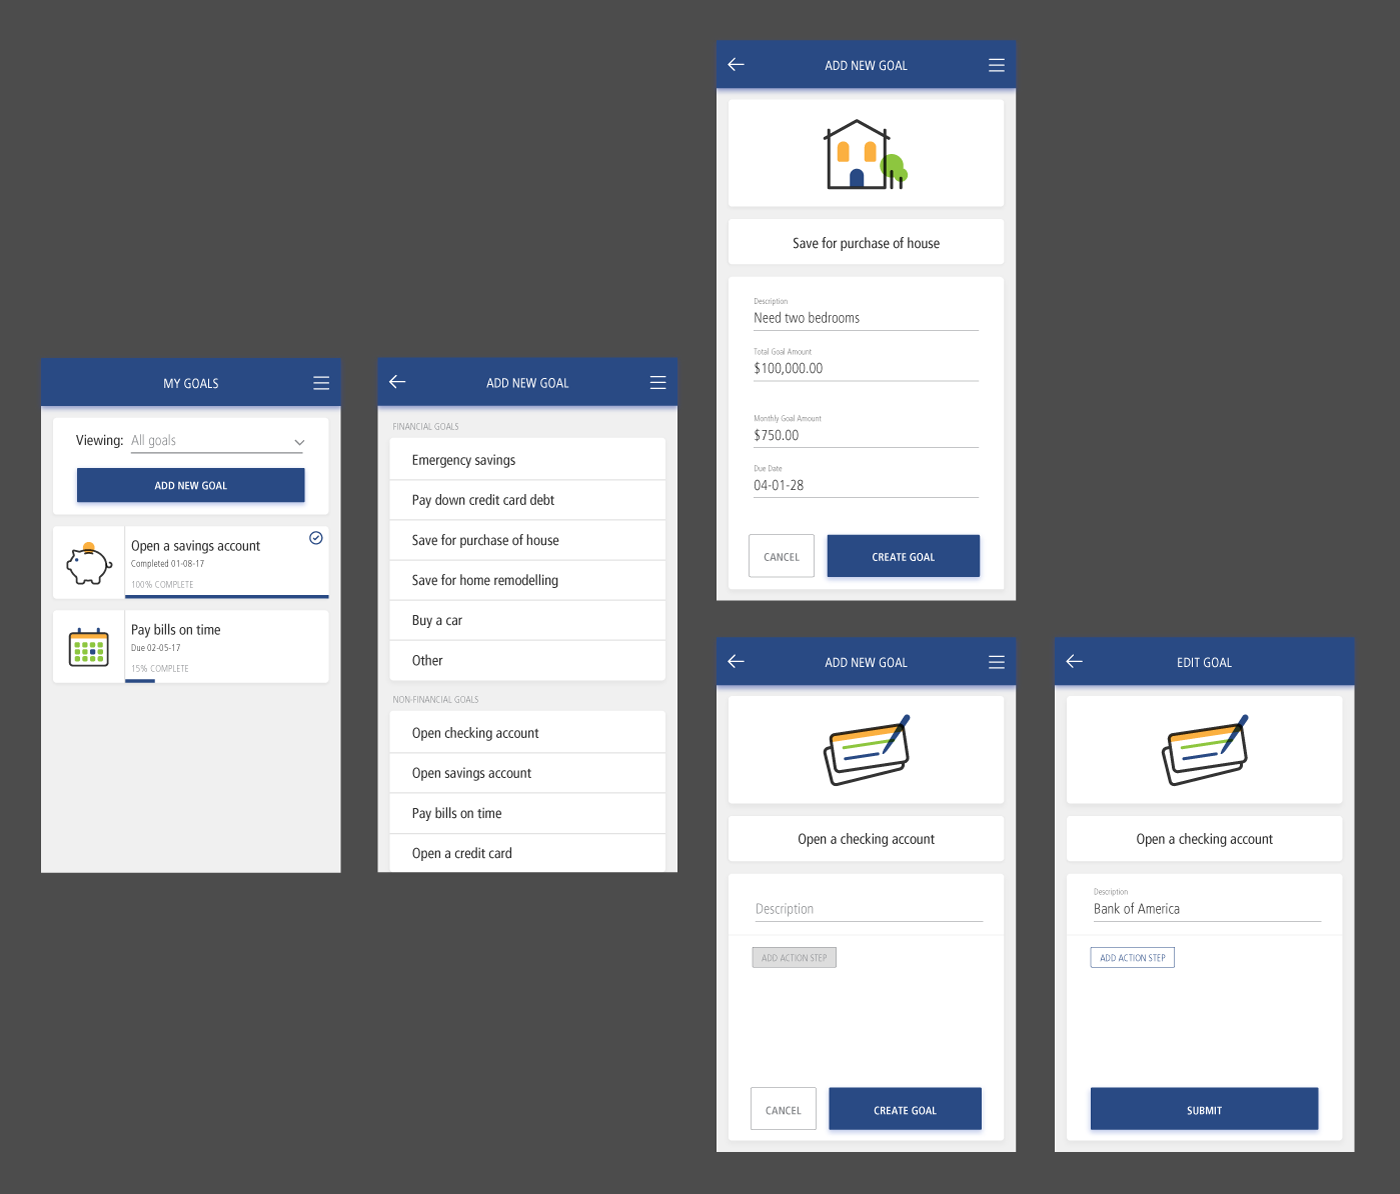 MY GOALS
Viewing: All goals
ADD NEW GOAL
Open a savings account
Completed 01-08-17
100% COMPLETE
Pay bills on time
Due 02-05-17
15% COMPLETE
ADD NEW GOAL
FINANCIAL GOALS
Emergency savings
Pay down credit card debt
Save for purchase of house
Save for home remodelling
Buy a car
Other
NON-FINANCIAL GOALS
Open checking account
Open savings account
Pay bills on time
Open a credit card
ADD NEW GOAL
Save for purchase of house
Description
Need two bedrooms
Total Goal Amount
$100,000.00
Monthly Goal Amount
$750.00
Due Date
04-01-28
CANCEL
CREATE GOAL
ADD NEW GOAL
Open a checking account
Description
ADD ACTION STEP
CANCEL
CREATE GOAL
EDIT GOAL
Open a checking account
Description
Bank of America
ADD ACTION STEP
SUBMIT